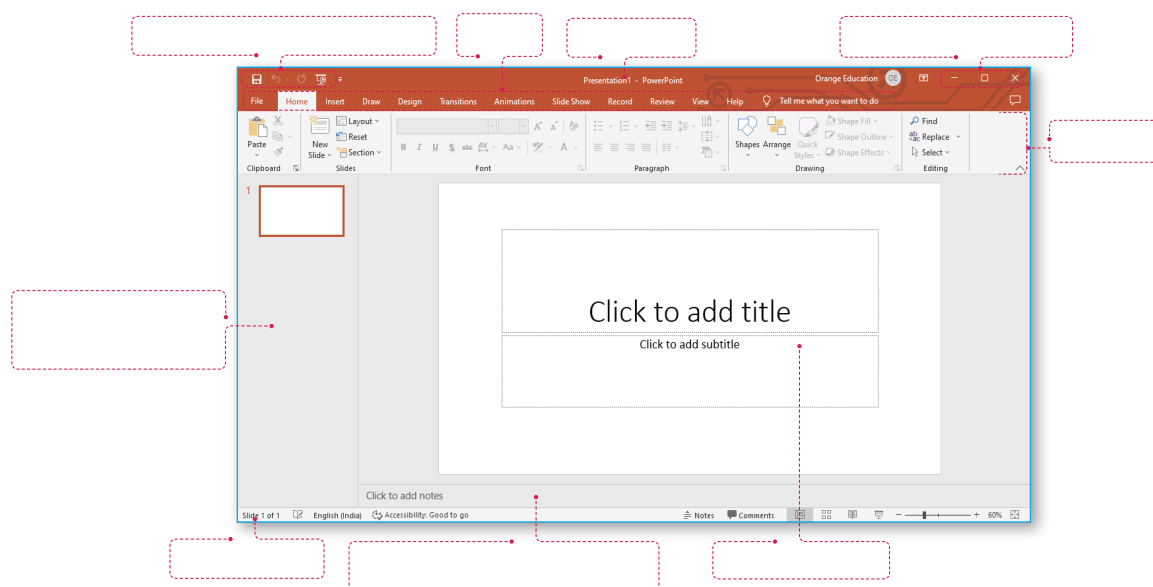 Presentation1 - PowerPoint
Orange Education OE
File Home Insert Draw Design Transitions Animations Slide Show Record Review View Help Tell me what you want to do
Paste
New
Slide
Layout
Reset
Section
B I U S abc AV Aa A
Shapes Arrange Quick
Styles
Shape Fill
Shape Outline
Shape Effects
Find
Replace
Select
Clipboard Slides Font Paragraph Drawing Editing
1
Click to add title
Click to add subtitle
Click to add notes
Slide 1 of 1 English (India) Accessibility: Good to go Notes Comments 60%